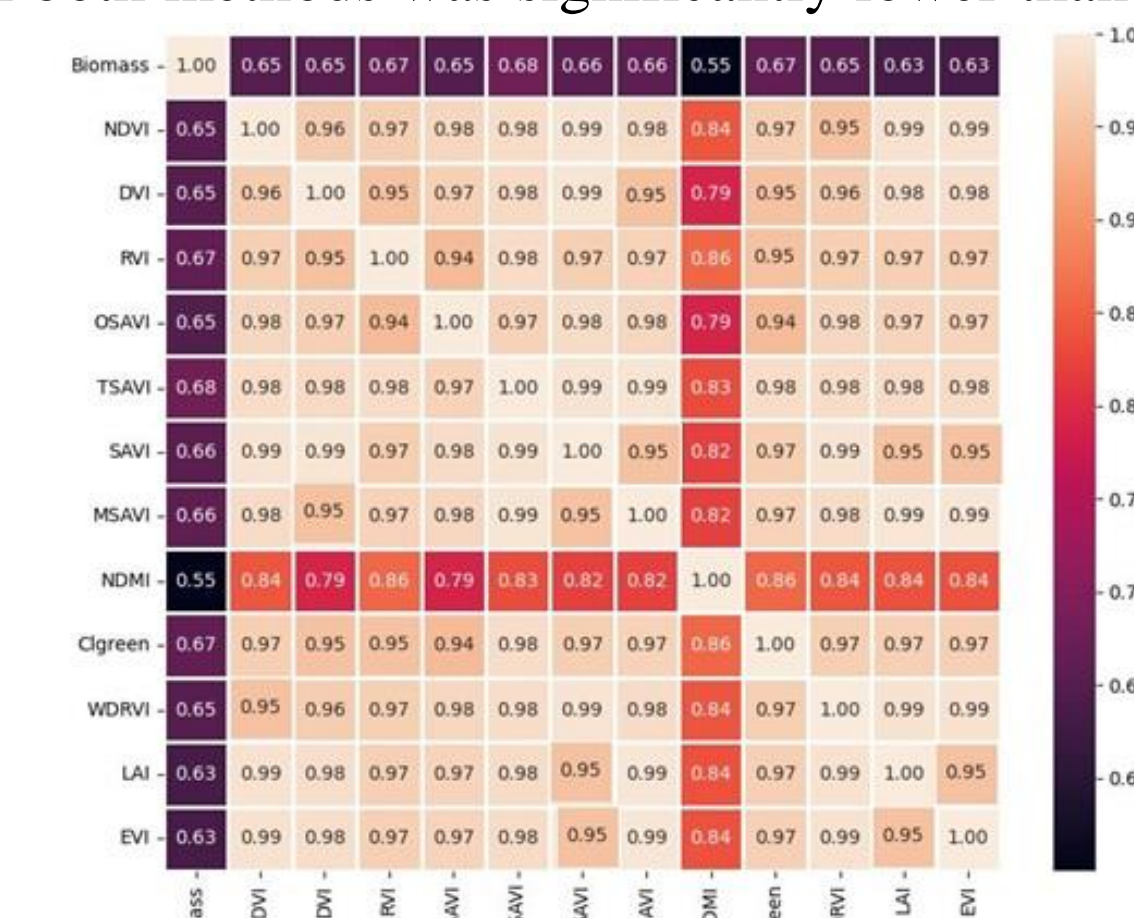 both methods was significantly lower than
1.0
Biomass 1.00 0.65 0.65 0.67 0.65 0.68 0.66 0.66 0.55 0.67 0.65 0.63 0.63
NDVI 0.65 1.00 0.96 0.97 0.98 0.98 0.99 0.98 0.84 0.97 0.95 0.99 0.99
0.9
DVI 0.65 0.96 1.00 0.95 0.97 0.98 0.99 0.95 0.79 0.95 0.96 0.98 0.98
0.9
RVI 0.67 0.97 0.95 1.00 0.94 0.98 0.97 0.97 0.86 0.95 0.97 0.97 0.97
0.8
OSAVI 0.65 0.98 0.97 0.94 1.00 0.97 0.98 0.98 0.79 0.94 0.98 0.97 0.97
TSAVI 0.68 0.98 0.98 0.98 0.97 1.00 0.99 0.99 0.83 0.98 0.98 0.98 0.98
0.8
SAVI 0.66 0.99 0.99 0.97 0.98 0.99 1.00 0.95 0.82 0.97 0.99 0.95 0.95
0.7
MSAVI 0.66 0.98 0.95 0.97 0.98 0.99 0.95 1.00 0.82 0.97 0.98 0.99 0.99
NDMI 0.55 0.84 0.79 0.86 0.79 0.83 0.82 0.82 1.00 0.86 0.84 0.84 0.84
0.7
Clgreen 0.67 0.97 0.95 0.95 0.94 0.98 0.97 0.97 0.86 1.00 0.97 0.97 0.97
0.6
WDRVI 0.65 0.95 0.96 0.97 0.98 0.98 0.99 0.98 0.84 0.97 1.00 0.99 0.99
LAI 0.63 0.99 0.98 0.97 0.97 0.98 0.95 0.99 0.84 0.97 0.99 1.00 0.95
0.6
EVI 0.63 0.99 0.98 0.97 0.97 0.98 0.95 0.99 0.84 0.97 0.99 0.95 1.00
ass DVI DVI RVI AVI AVI AVI AVI DMI een RVI LAI EVI